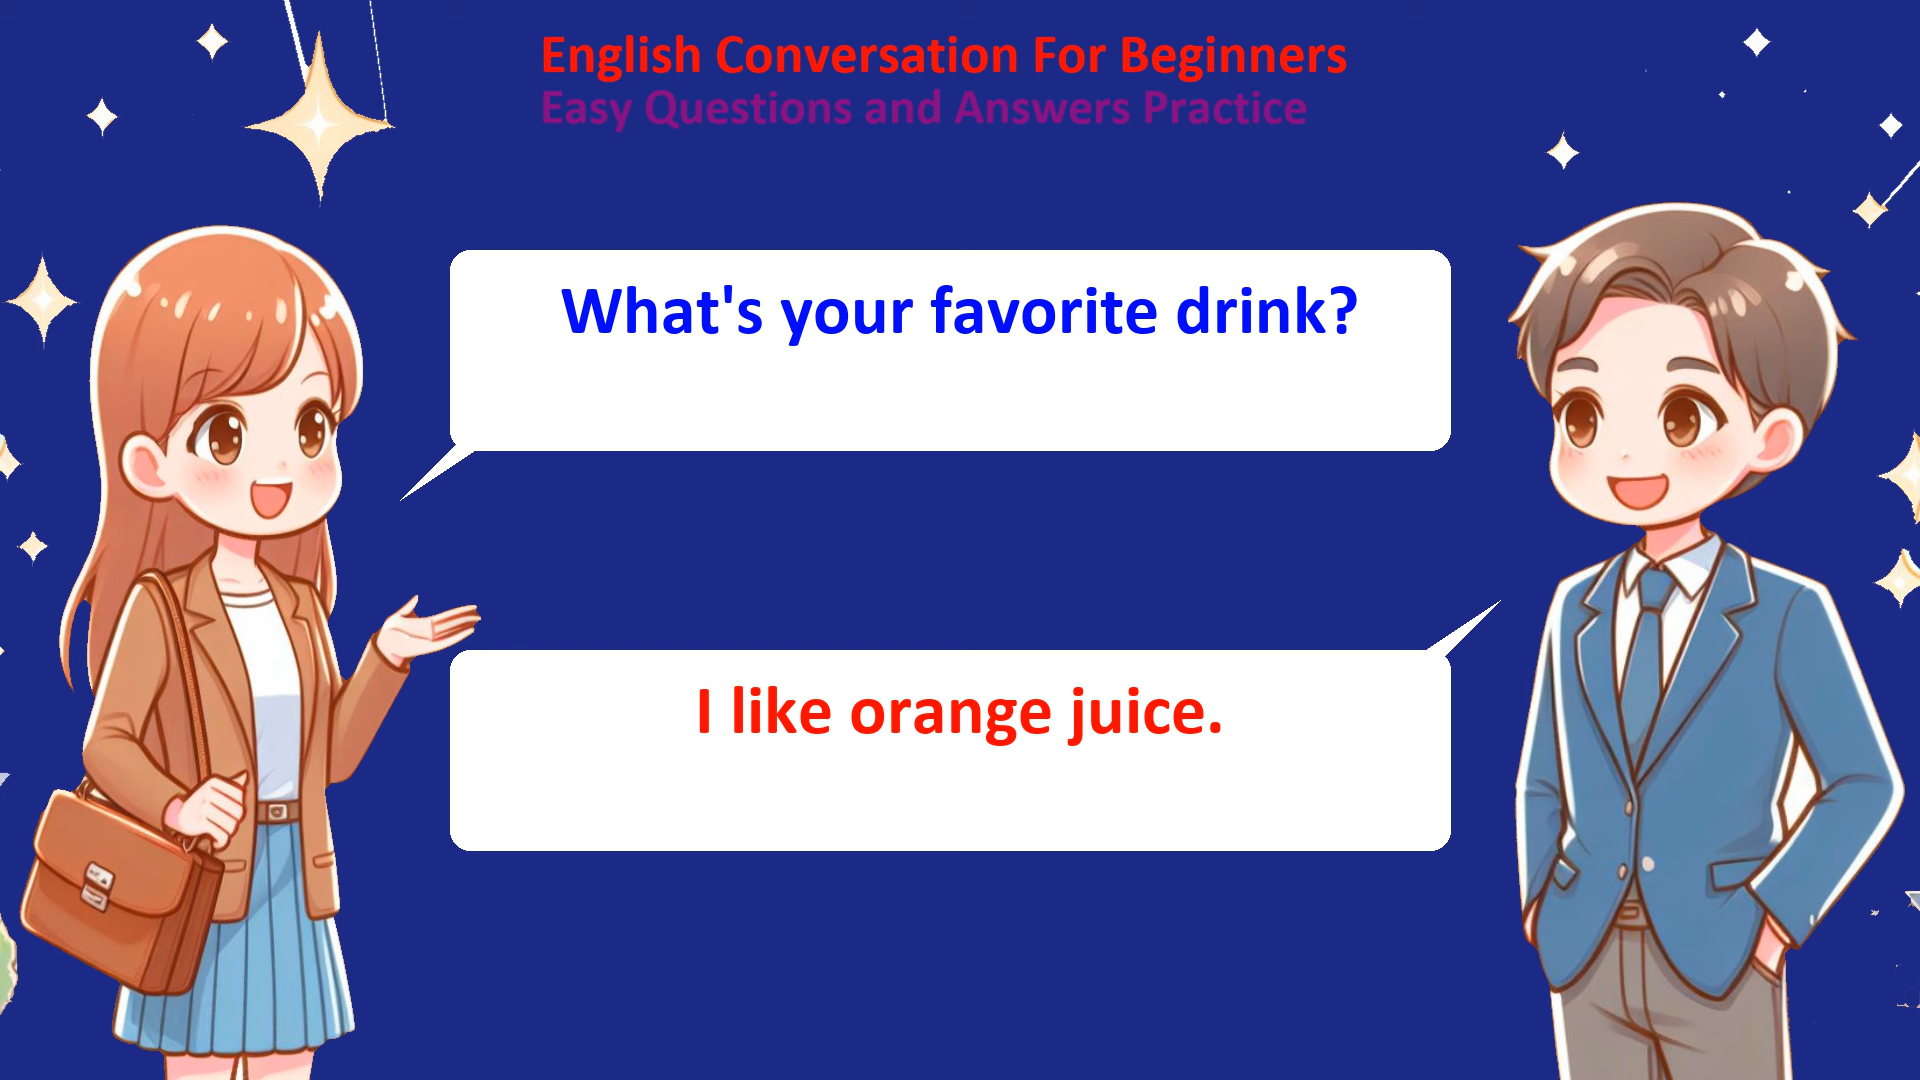 English Conversation For Beginners
Easy Questions and Answers Practice
What's your favorite drink?
I like orange juice.